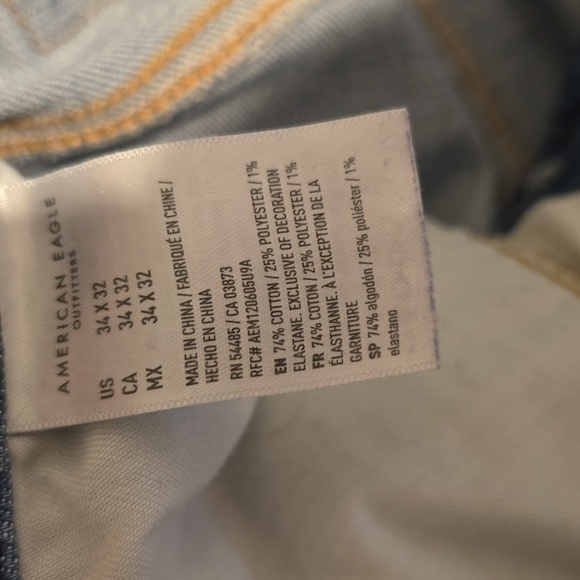 AMERICAN EAGLE
OUTFITTERS
US 34 X 32
CA 34 X 32
MX 34 X 32
MADE IN CHINA / FABRIQUÉ EN CHINE /
HECHO EN CHINA
RN 54485 / CA 03873
RFC# AEM120605U9A
EN 74% COTTON / 25% POLYESTER / 1%
ELASTANE. EXCLUSIVE OF DECORATION
FR 74% COTON / 25% POLYESTER / 1%
ÉLASTHANNE. À L'EXCEPTION DE LA
GARNITURE
SP 74% algodón / 25% poliéster / 1%
elastano